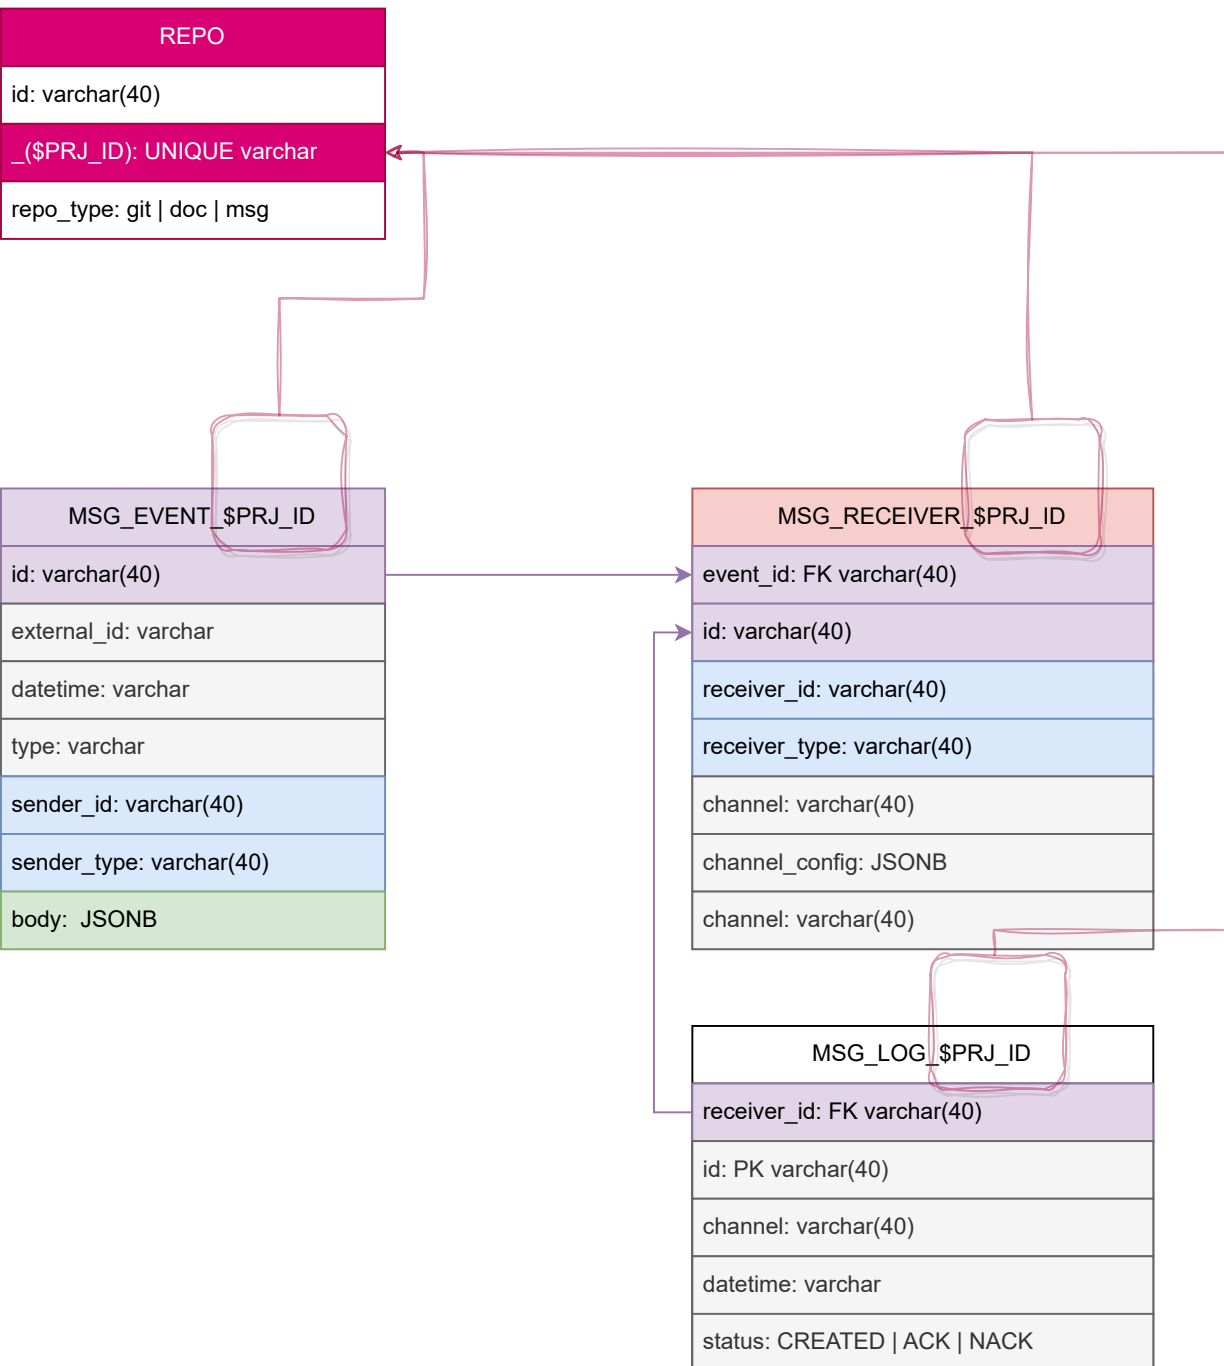 REPO
id: varchar(40)
_($PRJ_ID): UNIQUE varchar
repo_type: git | doc | msg
MSG_EVENT_$PRJ_ID
id: varchar(40)
external_id: varchar
datetime: varchar
type: varchar
sender_id: varchar(40)
sender_type: varchar(40)
body:  JSONB
MSG_RECEIVER_$PRJ_ID
event_id: FK varchar(40)
id: varchar(40)
receiver_id: varchar(40)
receiver_type: varchar(40)
channel: varchar(40)
channel_config: JSONB
channel: varchar(40)
MSG_LOG_$PRJ_ID
receiver_id: FK varchar(40)
id: PK varchar(40)
channel: varchar(40)
datetime: varchar
status: CREATED | ACK | NACK